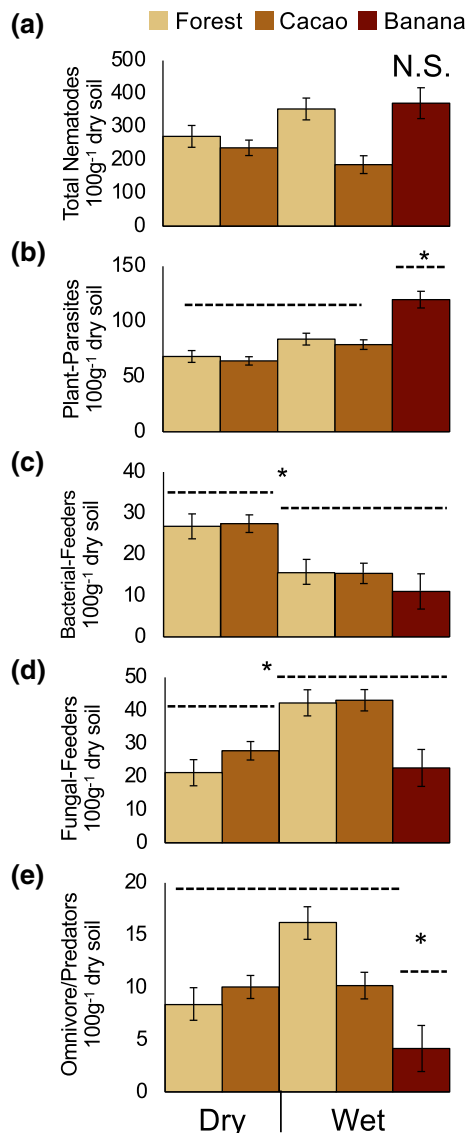 (a) Forest Cacao Banana
Total Nematodes
100g⁻¹ dry soil
500
400
300
200
100
0
N.S.
(b)
Plant-Parasites
100g⁻¹ dry soil
150
100
50
0
*
(c)
Bacterial-Feeders
100g⁻¹ dry soil
40
30
20
10
0
*
(d)
Fungal-Feeders
100g⁻¹ dry soil
50
40
30
20
10
0
*
(e)
Omnivore/Predators
100g⁻¹ dry soil
20
15
10
5
0
*
Dry Wet